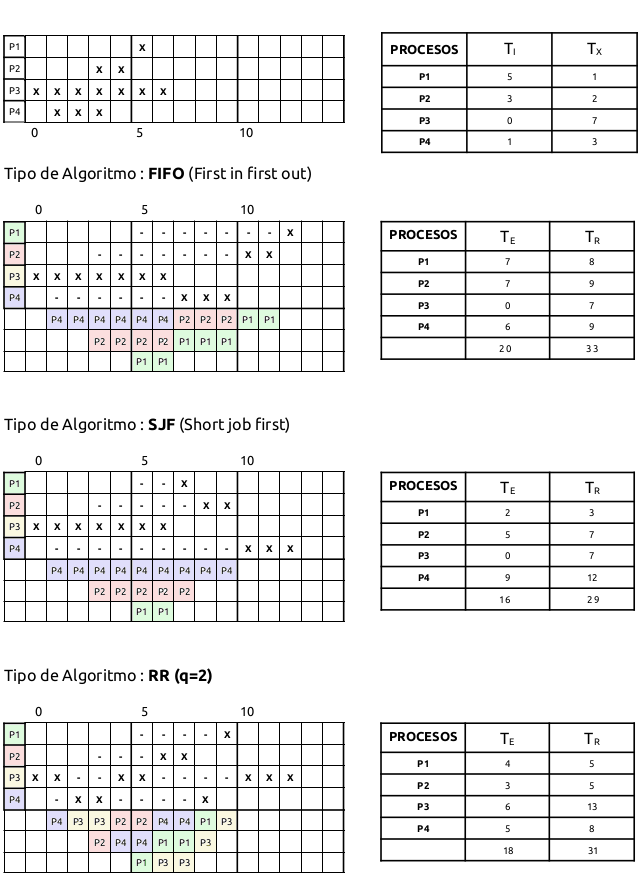 P1 x
P2 x x
P3 x x x x x x x
P4 x x x
0 5 10
PROCESOS TI TX
P1 5 1
P2 3 2
P3 0 7
P4 1 3
Tipo de Algoritmo : FIFO (First in first out)
0 5 10
P1 - - - - - - - x
P2 - - - - - - - x x
P3 x x x x x x x
P4 - - - - - - x x x
P4 P4 P4 P4 P4 P4 P2 P2 P2 P1 P1
P2 P2 P2 P2 P1 P1 P1
P1 P1
PROCESOS TE TR
P1 7 8
P2 7 9
P3 0 7
P4 6 9
20 33
Tipo de Algoritmo : SJF (Short job first)
0 5 10
P1 - - x
P2 - - - - - x x
P3 x x x x x x x
P4 - - - - - - - - - x x x
P4 P4 P4 P4 P4 P4 P4 P4 P4
P2 P2 P2 P2 P2
P1 P1
PROCESOS TE TR
P1 2 3
P2 5 7
P3 0 7
P4 9 12
16 29
Tipo de Algoritmo : RR (q=2)
0 5 10
P1 - - - - x
P2 - - - x x
P3 x x - - x x - - - - x x x
P4 - x x - - - - x
P4 P3 P3 P2 P2 P4 P4 P1 P3
P2 P4 P4 P1 P1 P3
P1 P3 P3
PROCESOS TE TR
P1 4 5
P2 3 5
P3 6 13
P4 5 8
18 31